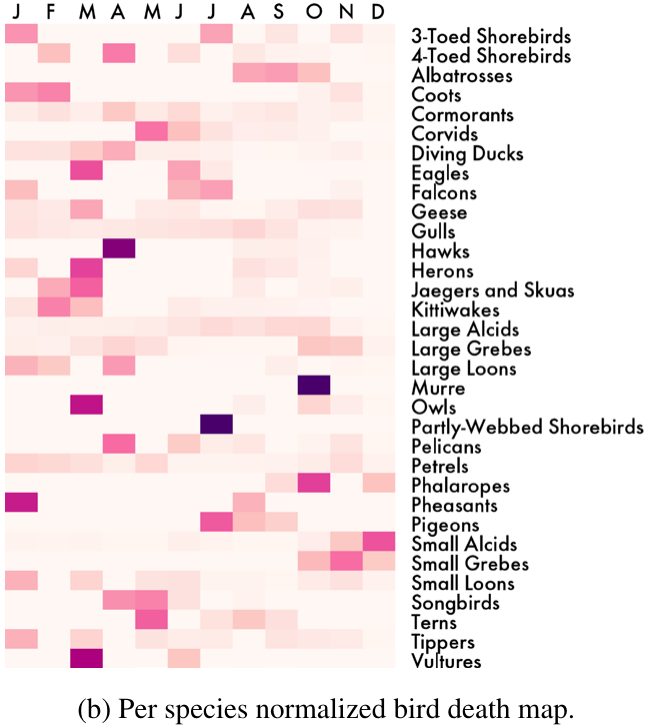 J F M A M J J A S O N D
3-Toed Shorebirds
4-Toed Shorebirds
Albatrosses
Coots
Cormorants
Corvids
Diving Ducks
Eagles
Falcons
Geese
Gulls
Hawks
Herons
Jaegers and Skuas
Kittiwakes
Large Alcids
Large Grebes
Large Loons
Murre
Owls
Partly-Webbed Shorebirds
Pelicans
Petrels
Phalaropes
Pheasants
Pigeons
Small Alcids
Small Grebes
Small Loons
Songbirds
Terns
Tippers
Vultures
(b) Per species normalized bird death map.